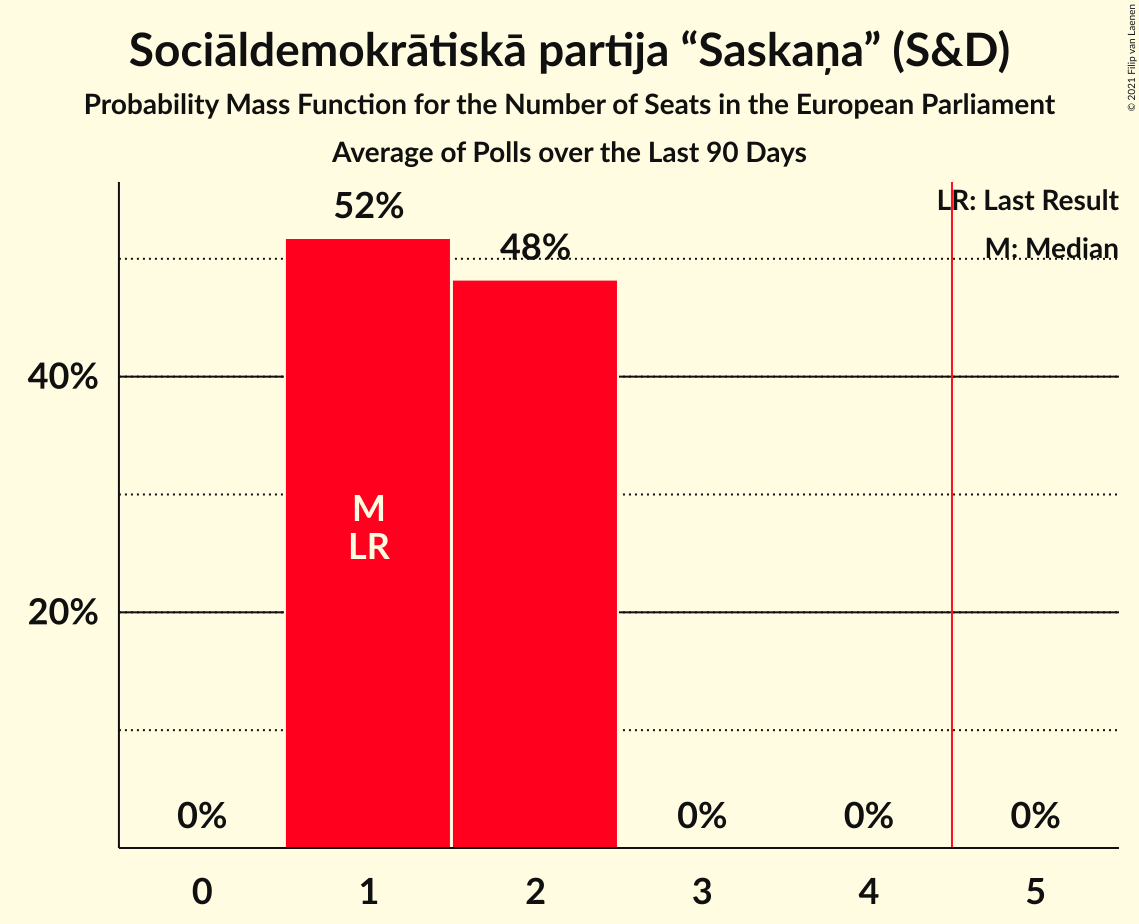 Sociāldemokrātiskā partija “Saskaņa” (S&D)
Probability Mass Function for the Number of Seats in the European Parliament
Average of Polls over the Last 90 Days
© 2021 Filip van Laenen
LR: Last Result
M: Median
52%
48%
40%
20%
M
LR
0%
0%
0%
0%
0
1
2
3
4
5